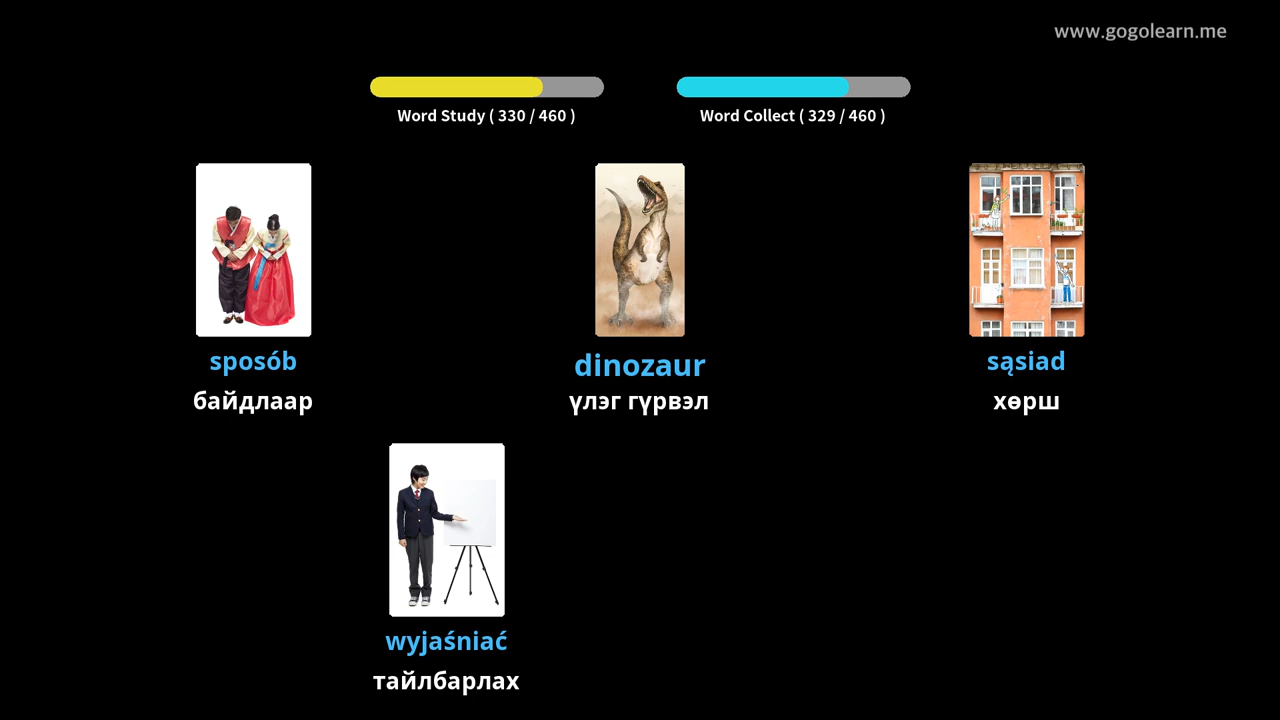 www.gogolearn.me
Word Study ( 330 / 460 )
Word Collect ( 329 / 460 )
sposób
dinozaur
sąsiad
байдлаар
үлэг гүрвэл
хөрш
wyjaśniać
тайлбарлах